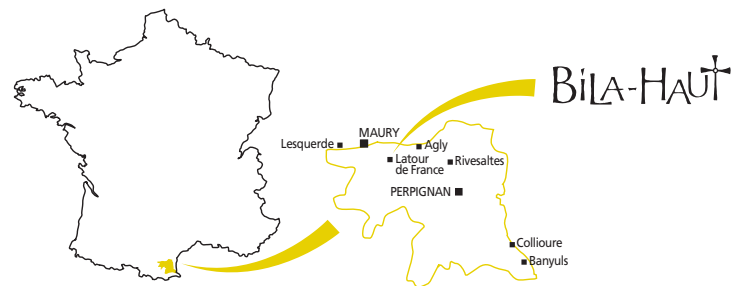 BiLA-HAUT
MAURY
Lesquerde
Agly
Latour
de France
Rivesaltes
PERPIGNAN
Collioure
Banyuls